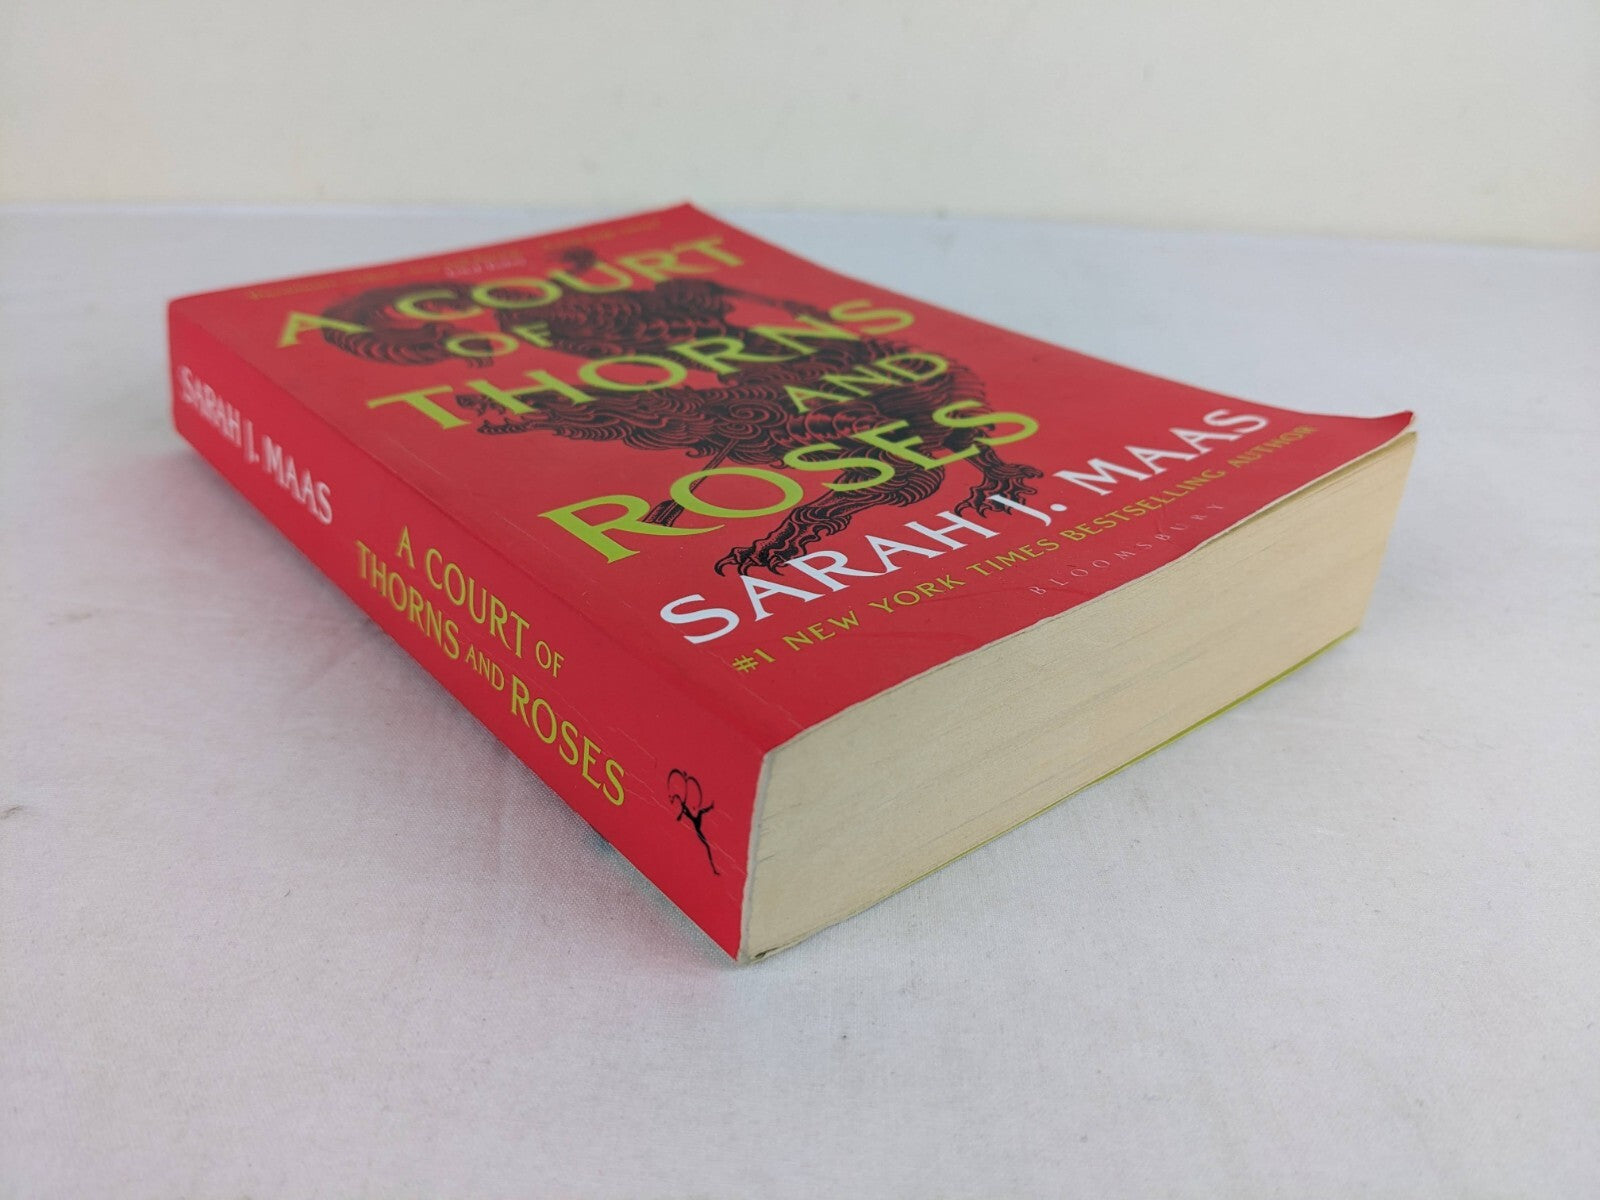 A COURT
OF
THORNS
AND
ROSES
SARAH J. MAAS
#1 NEW YORK TIMES BESTSELLING AUTHOR
BLOOMSBURY
SARAH J. MAAS
A COURT OF
THORNS AND ROSES